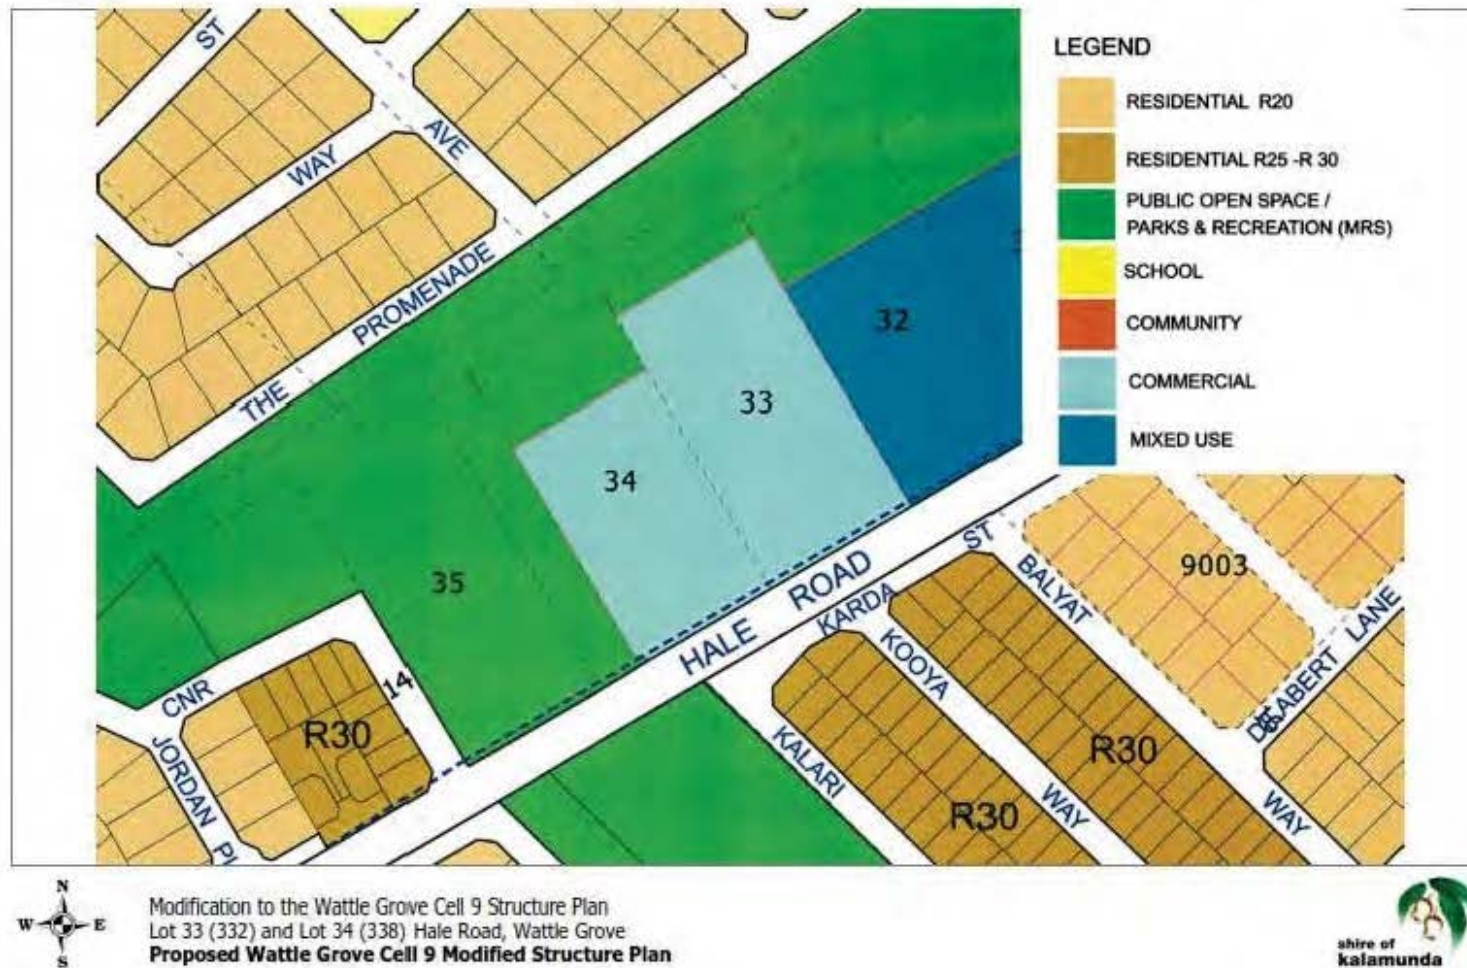 ST
WAY
AVE
THE
PROMENADE
32
33
34
35
HALE
ROAD
KARDA
ST
BALYAT
9003
LANE
KOOYA
KALARI
WAY
WAY
R30
R30
R30
14
CNR
JORDAN
LEGEND
RESIDENTIAL R20
RESIDENTIAL R25 -R 30
PUBLIC OPEN SPACE /
PARKS & RECREATION (MRS)
SCHOOL
COMMUNITY
COMMERCIAL
MIXED USE
N
W
E
S
Modification to the Wattle Grove Cell 9 Structure Plan
Lot 33 (332) and Lot 34 (338) Hale Road, Wattle Grove
Proposed Wattle Grove Cell 9 Modified Structure Plan
shire of
kalamunda